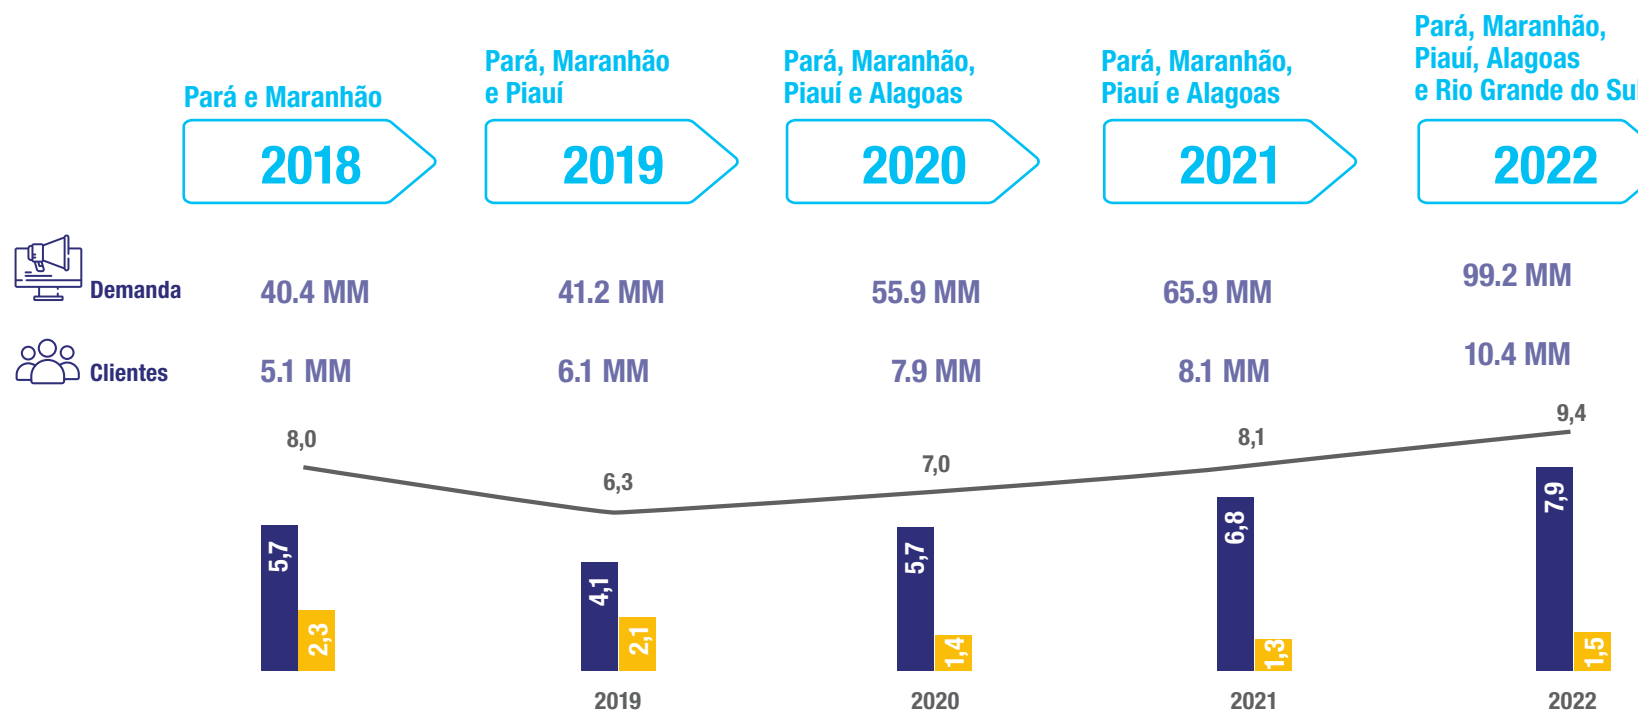 Pará e Maranhão
Pará, Maranhão
e Piauí
Pará, Maranhão,
Piauí e Alagoas
Pará, Maranhão,
Piauí e Alagoas
Pará, Maranhão,
Piauí, Alagoas
e Rio Grande do Sul
2018
2019
2020
2021
2022
Demanda
40.4 MM
41.2 MM
55.9 MM
65.9 MM
99.2 MM
Clientes
5.1 MM
6.1 MM
7.9 MM
8.1 MM
10.4 MM
8,0
6,3
7,0
8,1
9,4
5,7
2,3
4,1
2,1
5,7
1,4
6,8
1,3
7,9
1,5
2019
2020
2021
2022